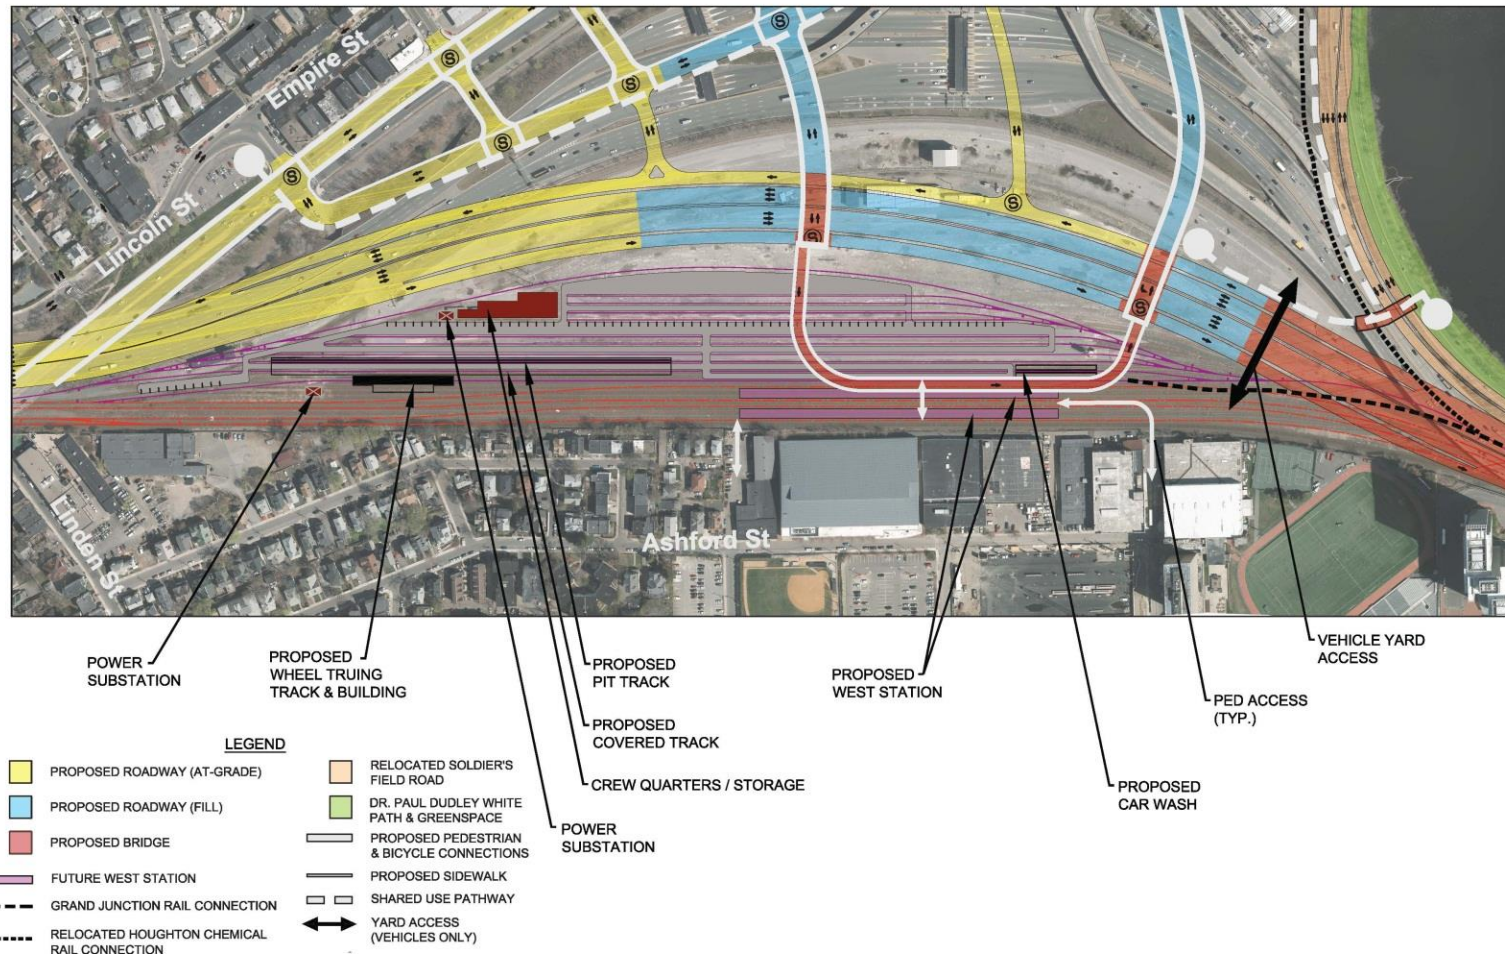 Empire St
Lincoln St
S
S
S
S
S
S
S
S
Linden St
Ashford St
POWER
SUBSTATION
PROPOSED
WHEEL TRUING
TRACK & BUILDING
PROPOSED
PIT TRACK
PROPOSED
COVERED TRACK
CREW QUARTERS / STORAGE
POWER
SUBSTATION
PROPOSED
WEST STATION
VEHICLE YARD
ACCESS
PED ACCESS
(TYP.)
PROPOSED
CAR WASH
LEGEND
PROPOSED ROADWAY (AT-GRADE)
PROPOSED ROADWAY (FILL)
PROPOSED BRIDGE
FUTURE WEST STATION
GRAND JUNCTION RAIL CONNECTION
RELOCATED HOUGHTON CHEMICAL
RAIL CONNECTION
RELOCATED SOLDIER'S
FIELD ROAD
DR. PAUL DUDLEY WHITE
PATH & GREENSPACE
PROPOSED PEDESTRIAN
& BICYCLE CONNECTIONS
PROPOSED SIDEWALK
SHARED USE PATHWAY
YARD ACCESS
(VEHICLES ONLY)